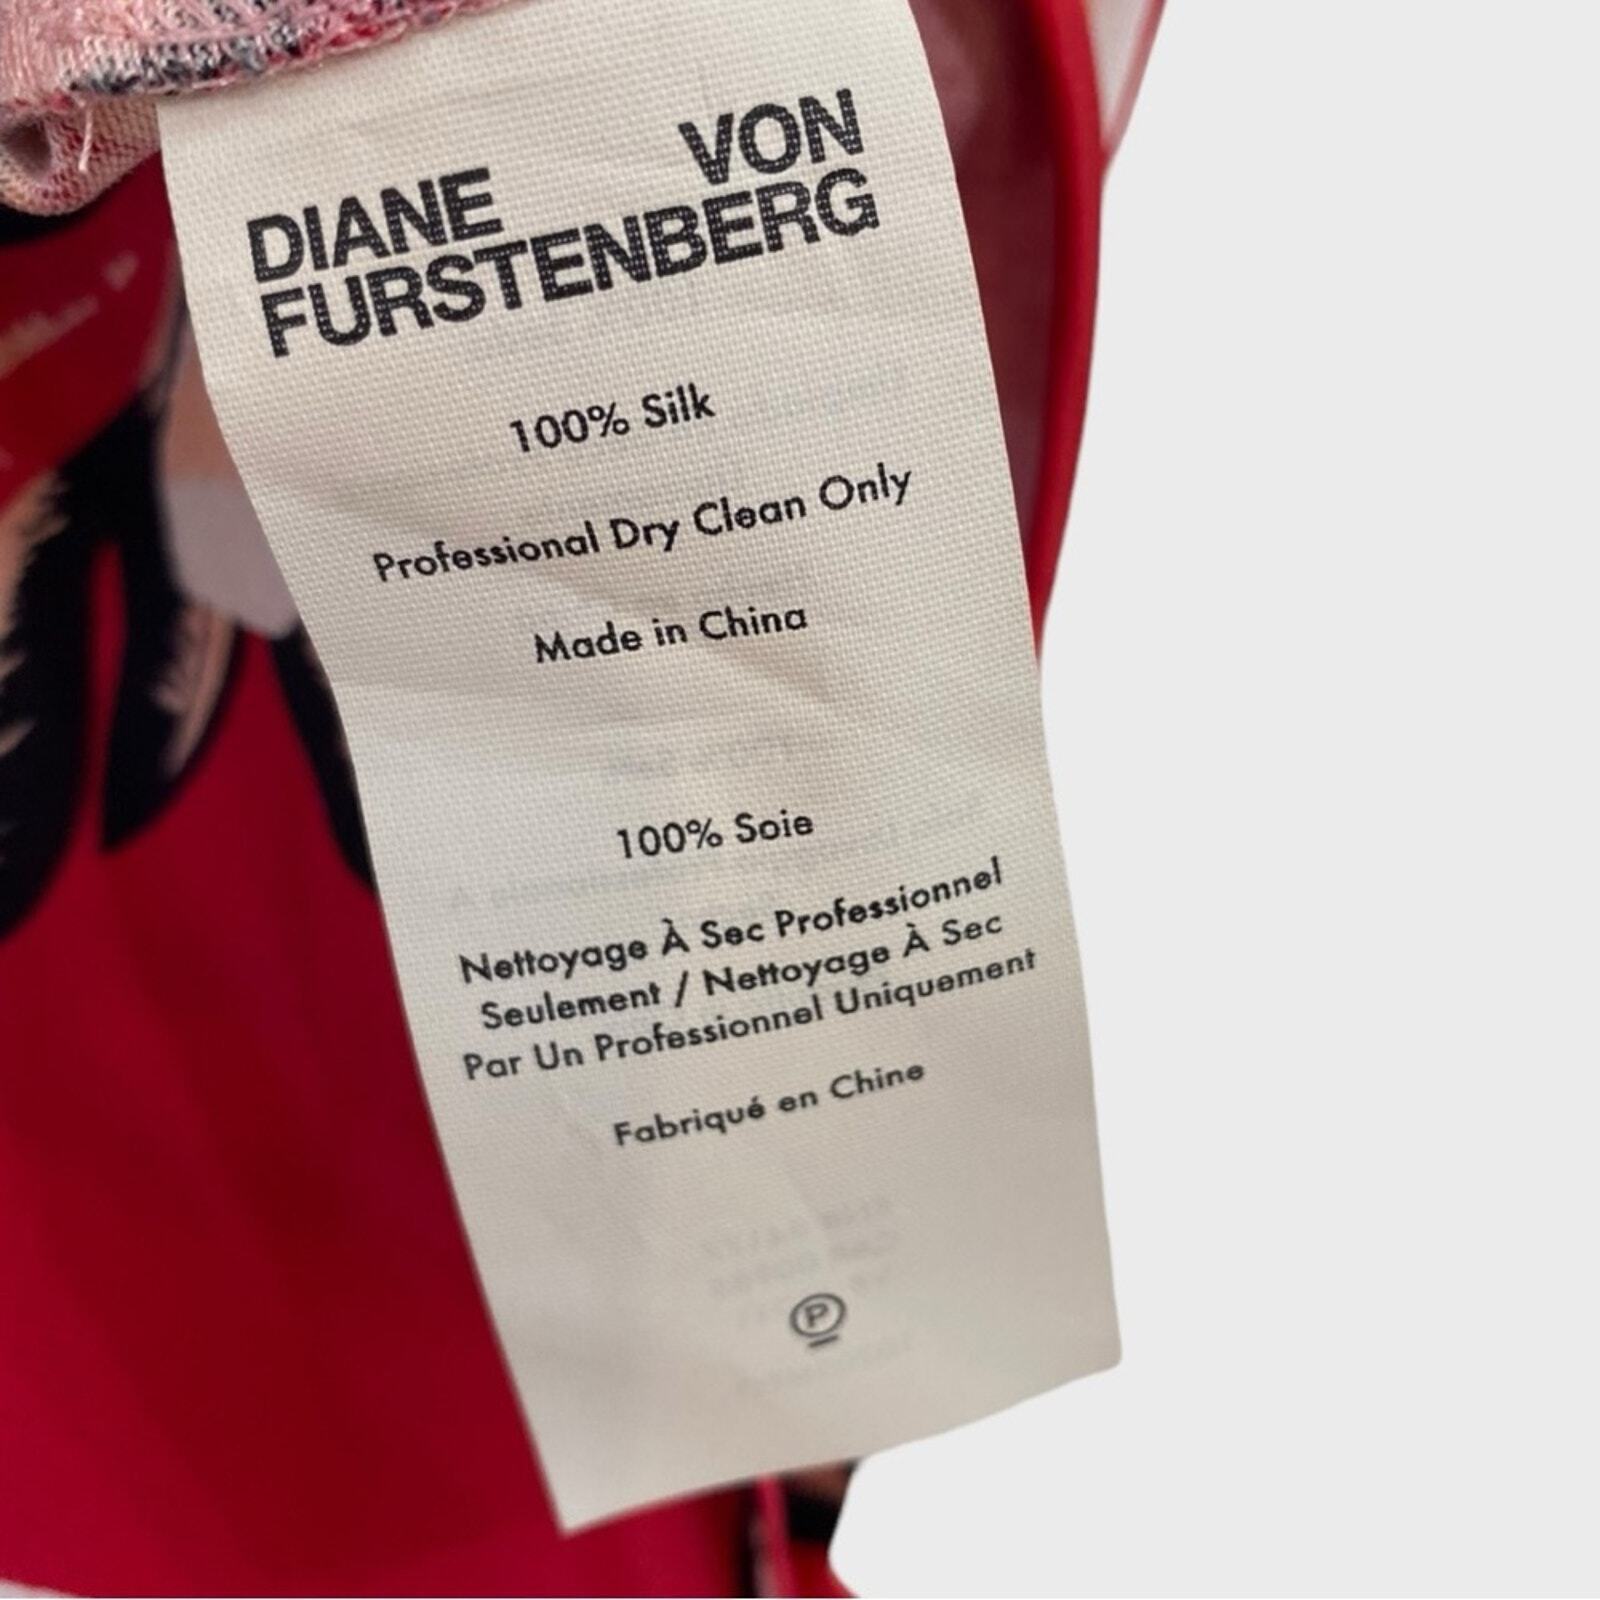 DIANE VON
FURSTENBERG
100% Silk
Professional Dry Clean Only
Made in China
100% Soie
Nettoyage À Sec Professionnel
Seulement / Nettoyage À Sec
Par Un Professionnel Uniquement
Fabriqué en Chine
P